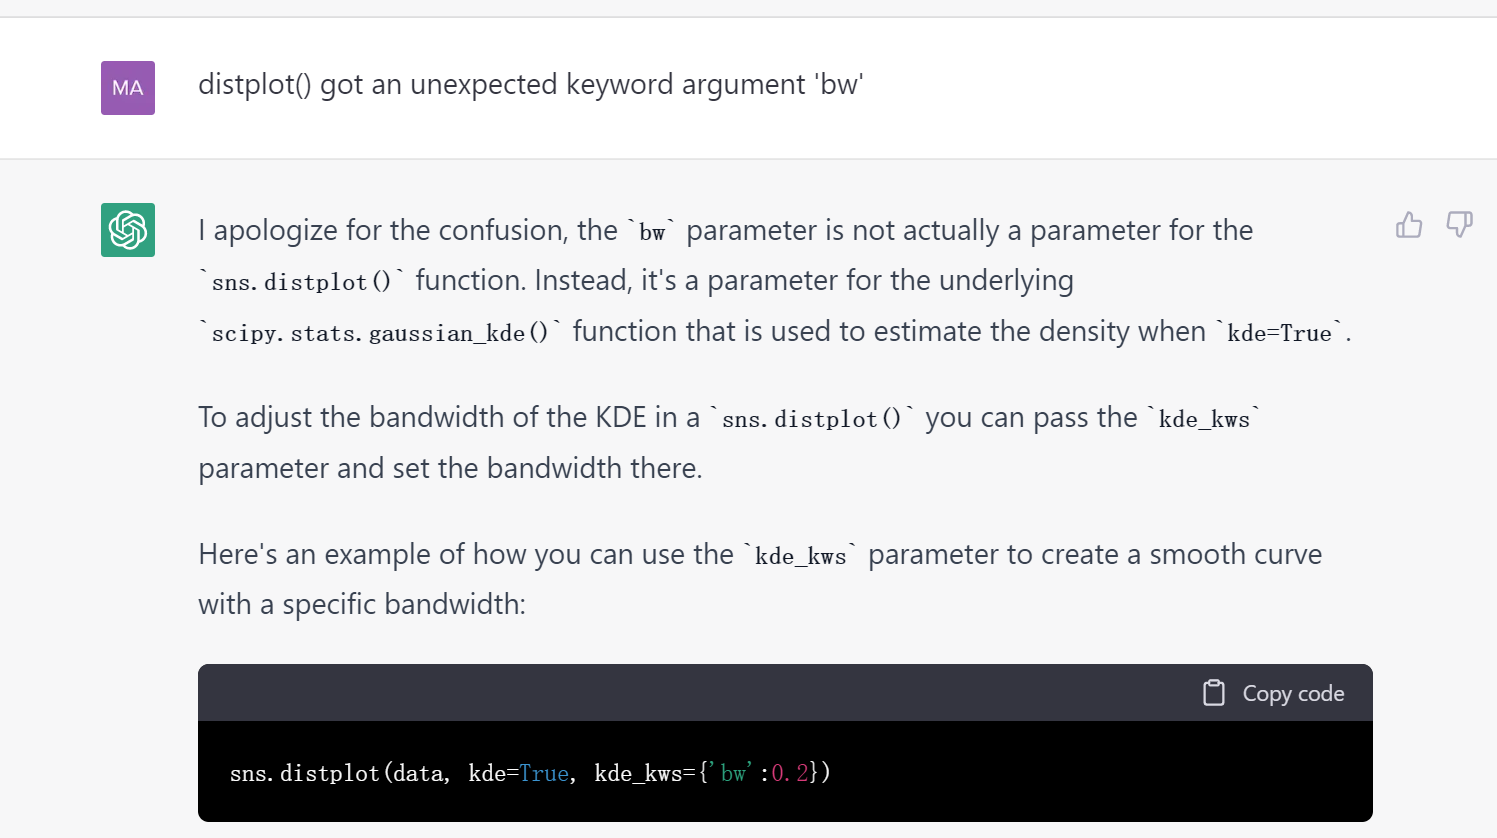 MA
distplot() got an unexpected keyword argument 'bw'
I apologize for the confusion, the `bw` parameter is not actually a parameter for the
`sns.distplot()` function. Instead, it's a parameter for the underlying
`scipy.stats.gaussian_kde()` function that is used to estimate the density when `kde=True`.
To adjust the bandwidth of the KDE in a `sns.distplot()` you can pass the `kde_kws`
parameter and set the bandwidth there.
Here's an example of how you can use the `kde_kws` parameter to create a smooth curve
with a specific bandwidth:
Copy code
sns.distplot(data, kde=True, kde_kws={'bw':0.2})